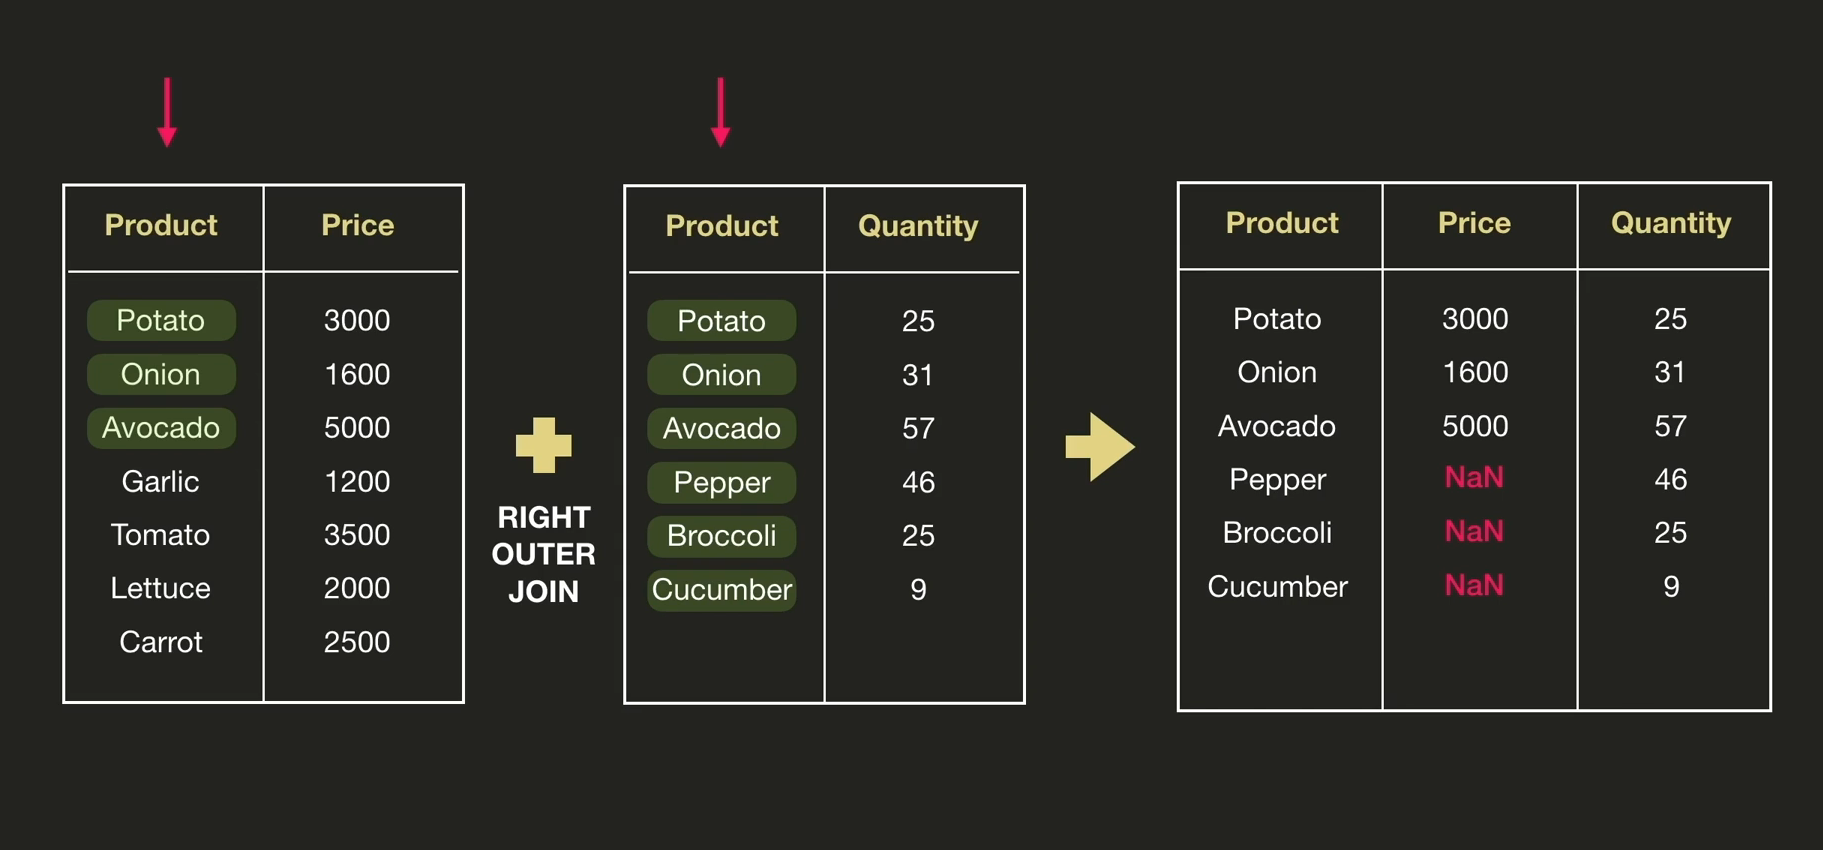 Product Price
Potato 3000
Onion 1600
Avocado 5000
Garlic 1200
Tomato 3500
Lettuce 2000
Carrot 2500
RIGHT
OUTER
JOIN
Product Quantity
Potato 25
Onion 31
Avocado 57
Pepper 46
Broccoli 25
Cucumber 9
Product Price Quantity
Potato 3000 25
Onion 1600 31
Avocado 5000 57
Pepper NaN 46
Broccoli NaN 25
Cucumber NaN 9